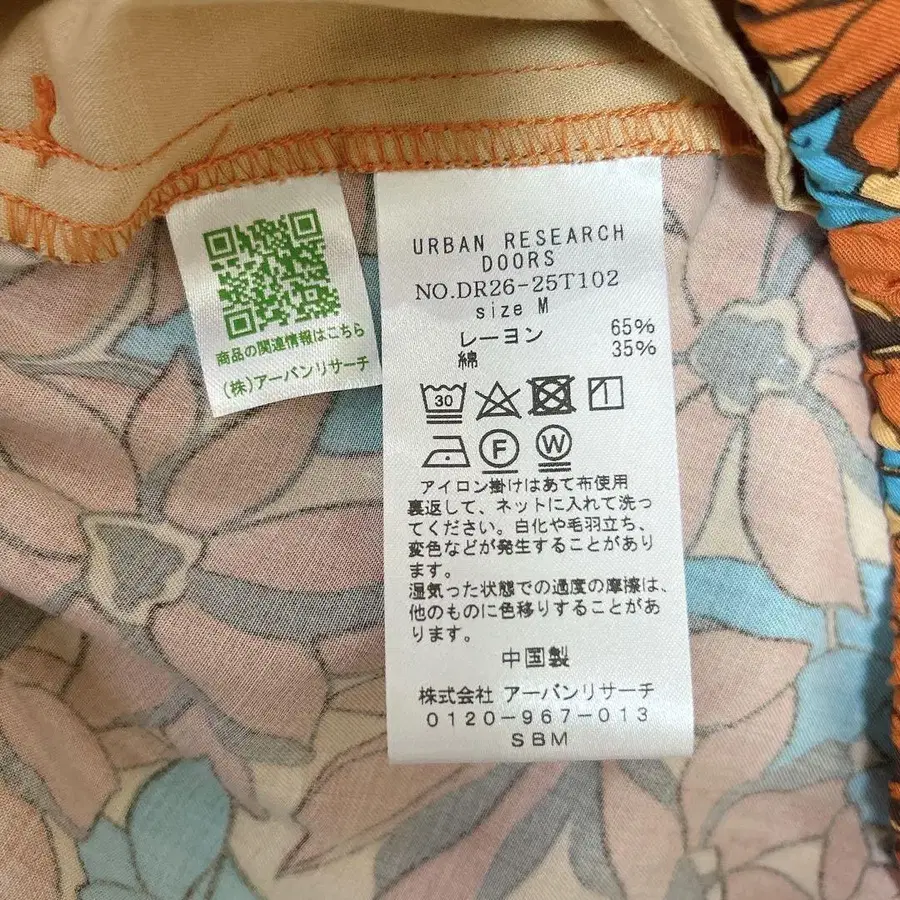 商品の関連情報はこちら
(株)アーバンリサーチ
URBAN RESEARCH
DOORS
NO.DR26-25T102
size M
レーヨン 65%
綿 35%
30
F
W
アイロン掛けはあて布使用
裏返して、ネットに入れて洗っ
てください。白化や毛羽立ち、
変色などが発生することがあり
ます。
湿気った状態での過度の摩擦は、
他のものに色移りすることがあ
ります。
中国製
株式会社 アーバンリサーチ
0120-967-013
SBM